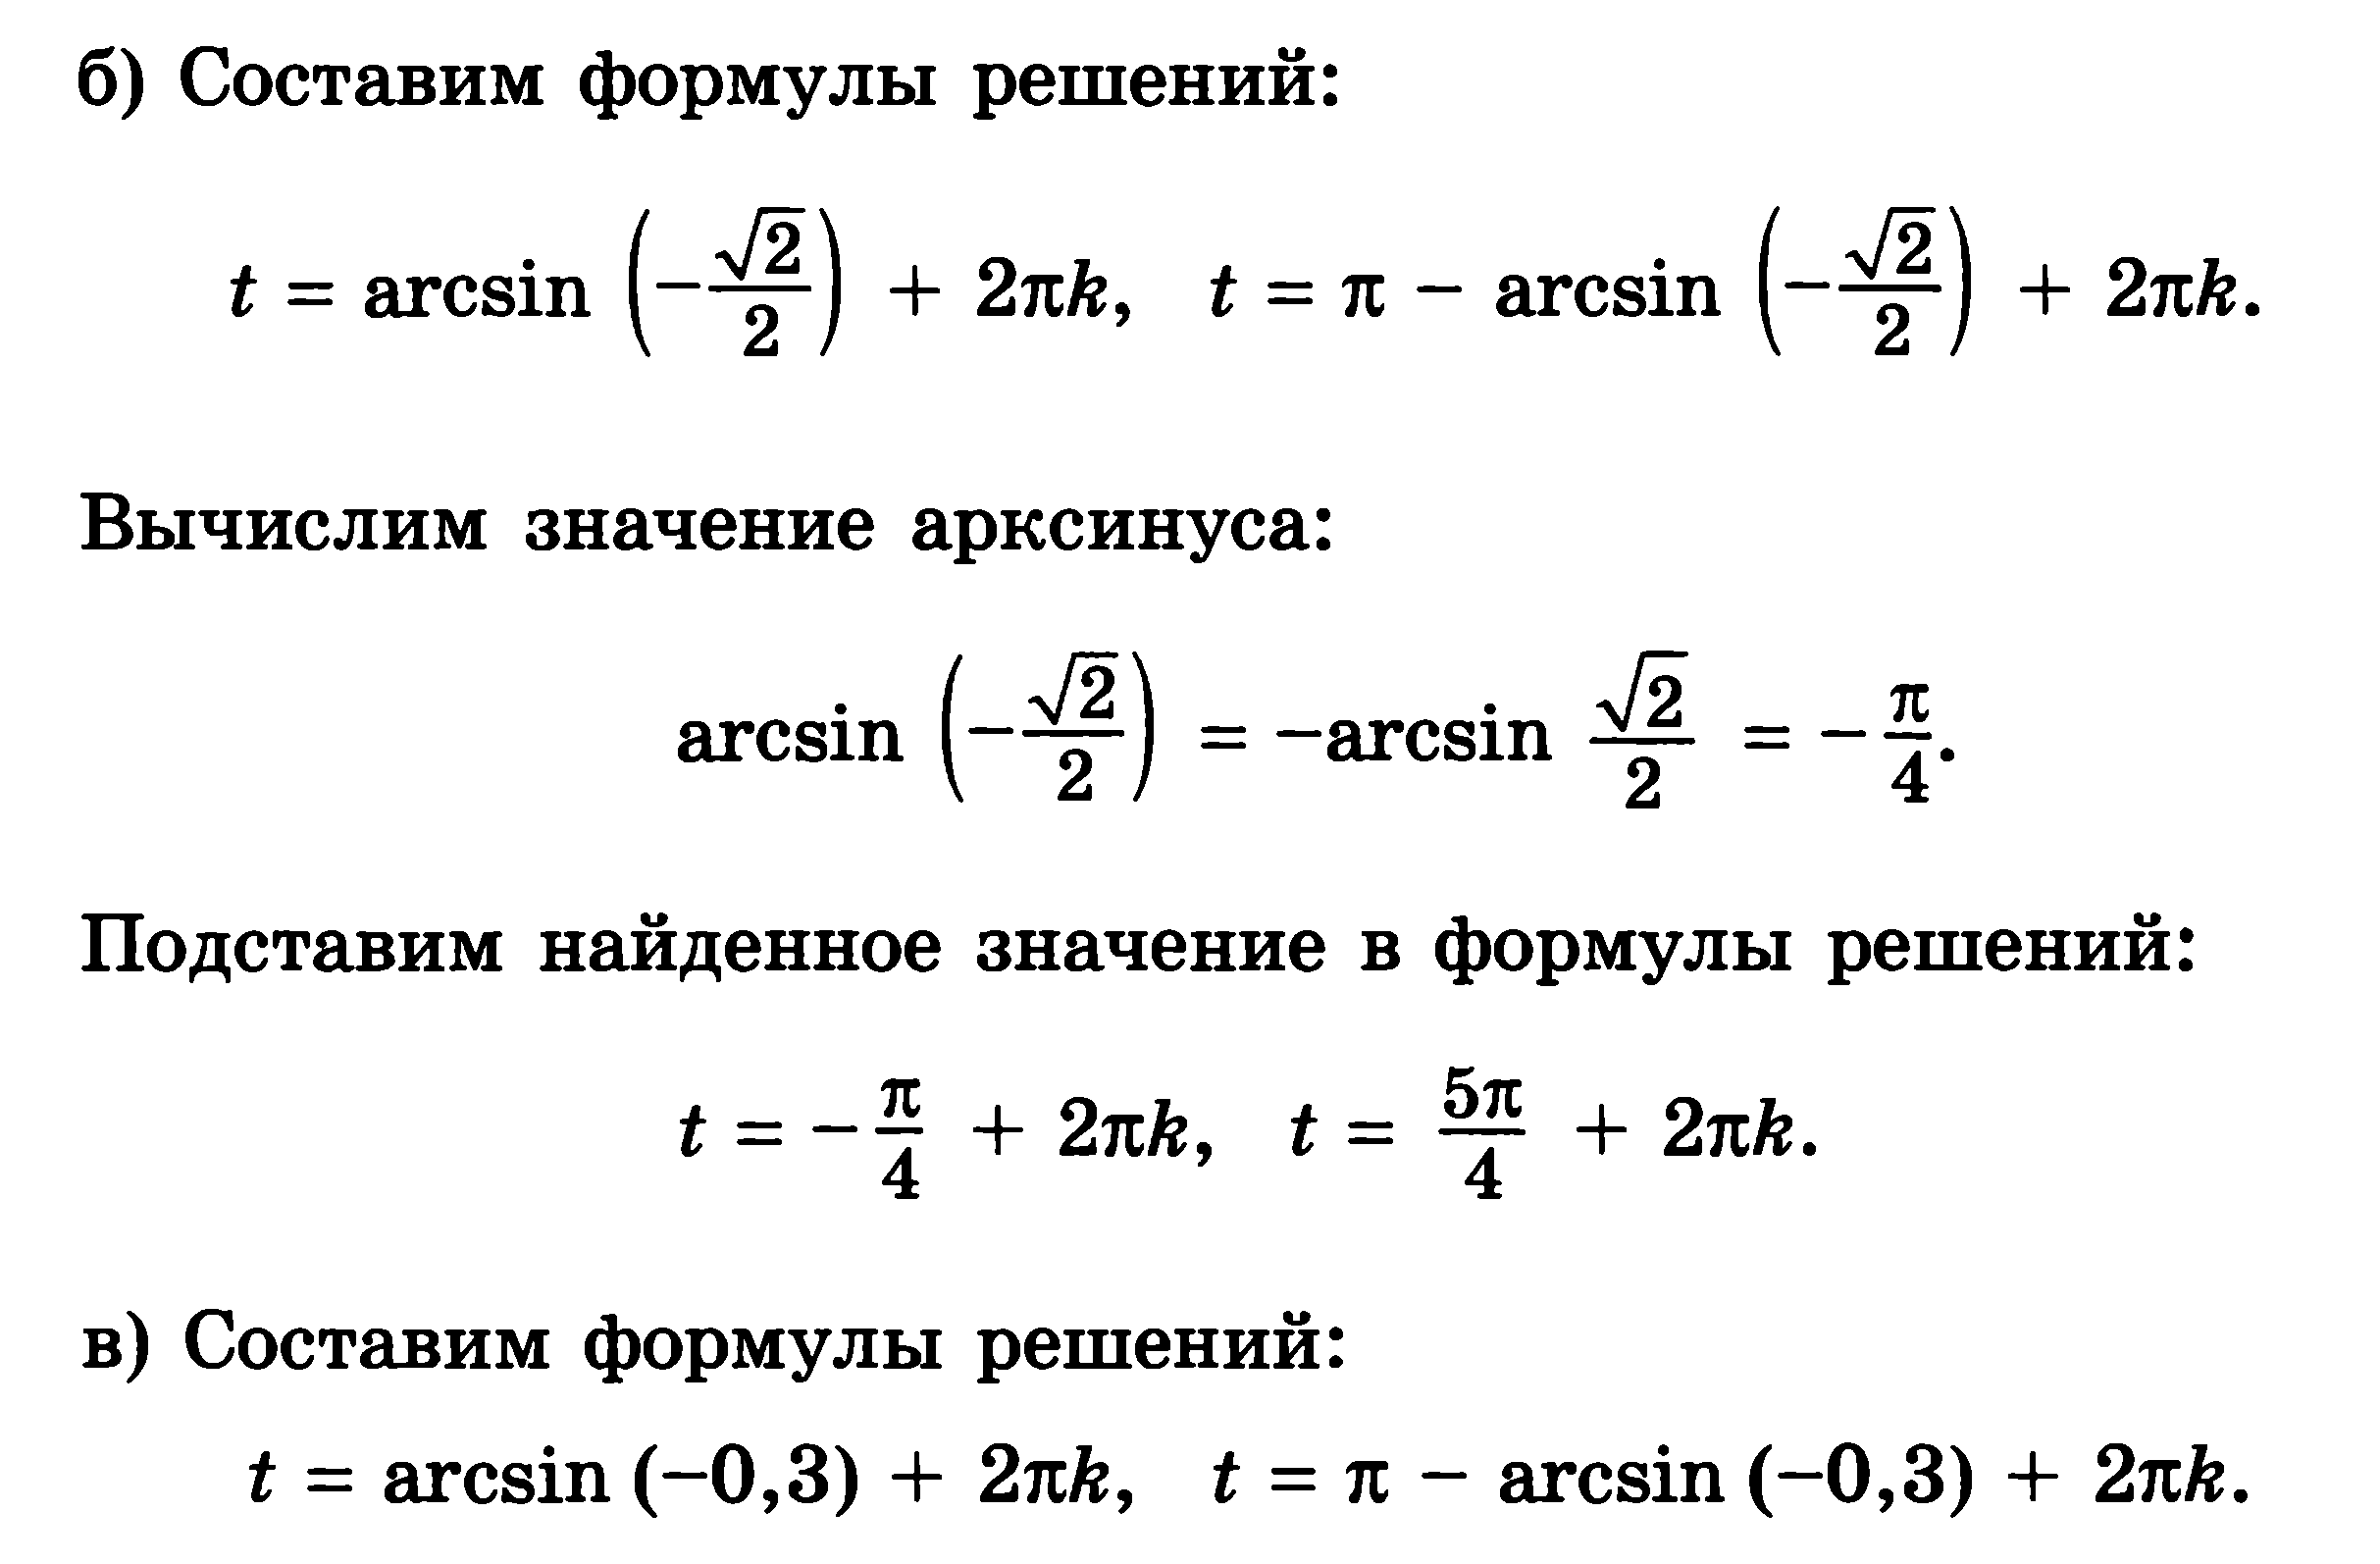 б) Составим формулы решений:
t = arcsin (−√2/2) + 2πk, t = π − arcsin (−√2/2) + 2πk.
Вычислим значение арксинуса:
arcsin (−√2/2) = −arcsin √2/2 = −π/4.
Подставим найденное значение в формулы решений:
t = −π/4 + 2πk, t = 5π/4 + 2πk.
в) Составим формулы решений:
t = arcsin (−0,3) + 2πk, t = π − arcsin (−0,3) + 2πk.